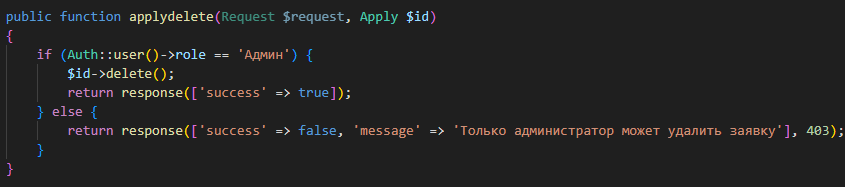 public function applydelete(Request $request, Apply $id)
{
    if (Auth::user()->role == 'Админ') {
        $id->delete();
        return response(['success' => true]);
    } else {
        return response(['success' => false, 'message' => 'Только администратор может удалить заявку'], 403);
    }
}